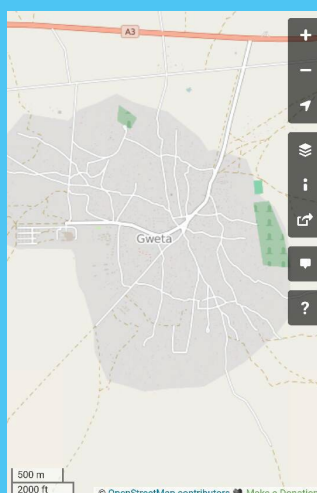 A3
+
−
i
Gweta
?
500 m
2000 ft
© OpenStreetMap contributors
Make a Donation